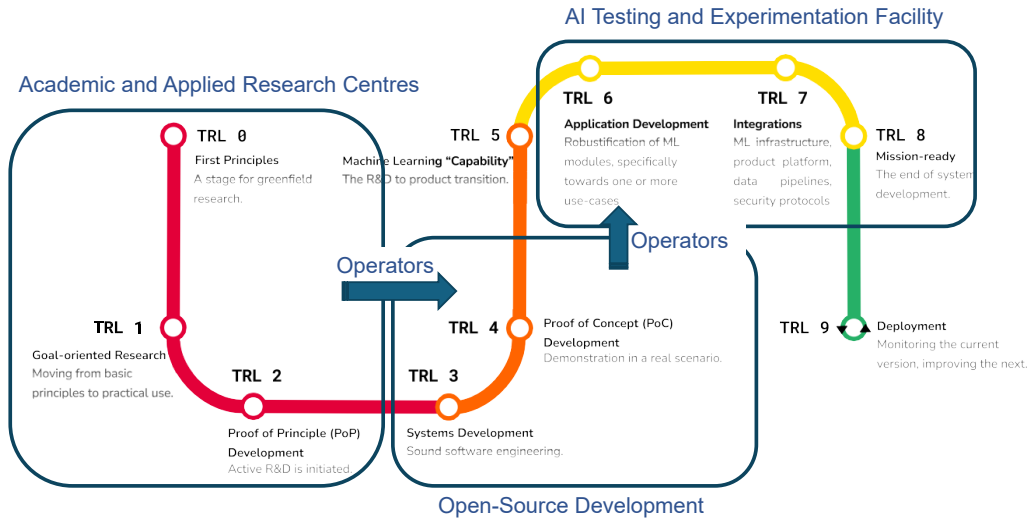 AI Testing and Experimentation Facility
Academic and Applied Research Centres
TRL 0
First Principles
A stage for greenfield
research.
TRL 1
Goal-oriented Research
Moving from basic
principles to practical use.
TRL 2
Proof of Principle (PoP)
Development
Active R&D is initiated.
Operators
TRL 3
Systems Development
Sound software engineering.
TRL 4
Proof of Concept (PoC)
Development
Demonstration in a real scenario.
TRL 5
Machine Learning “Capability”
The R&D to product transition.
Operators
TRL 6
Application Development
Robustification of ML
modules, specifically
towards one or more
use-cases
TRL 7
Integrations
ML infrastructure,
product platform,
data pipelines,
security protocols
TRL 8
Mission-ready
The end of system
development.
TRL 9
Deployment
Monitoring the current
version, improving the next.
Open-Source Development